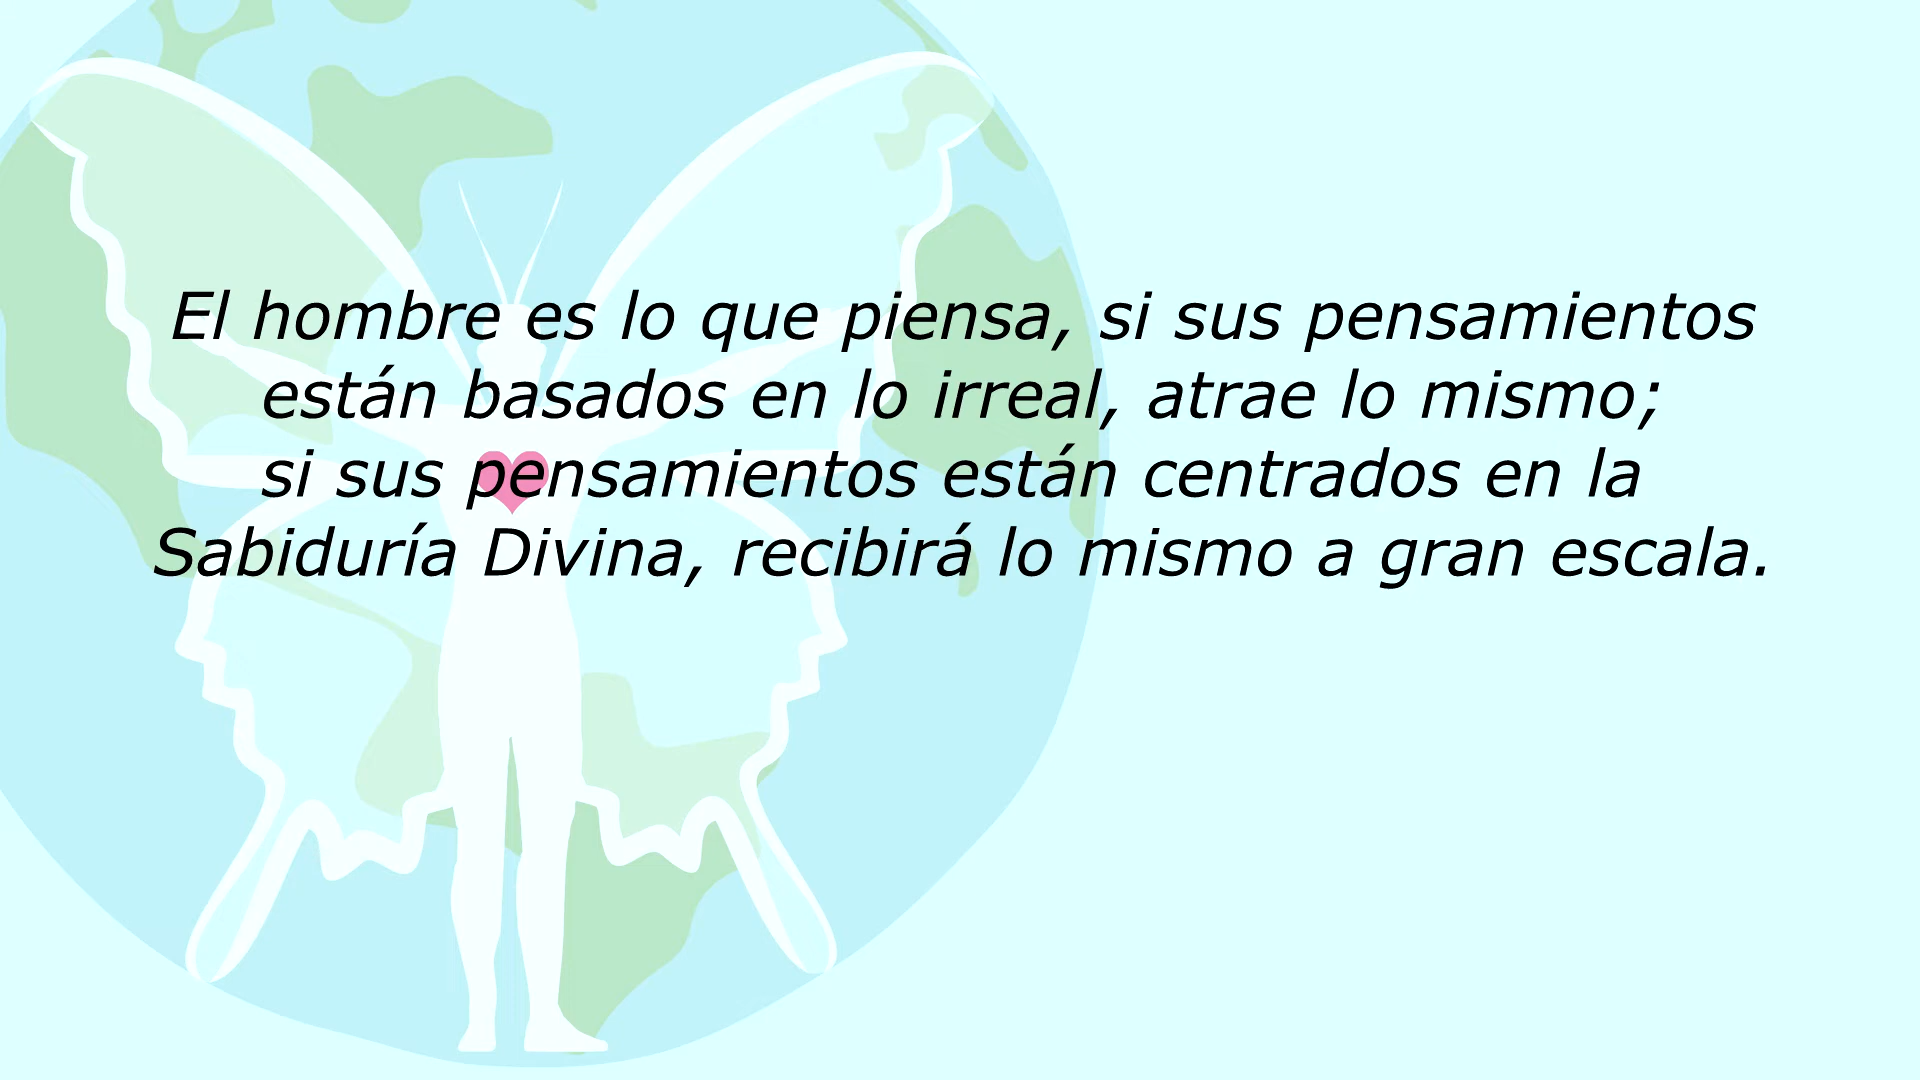 El hombre es lo que piensa, si sus pensamientos
están basados en lo irreal, atrae lo mismo;
si sus pensamientos están centrados en la
Sabiduría Divina, recibirá lo mismo a gran escala.